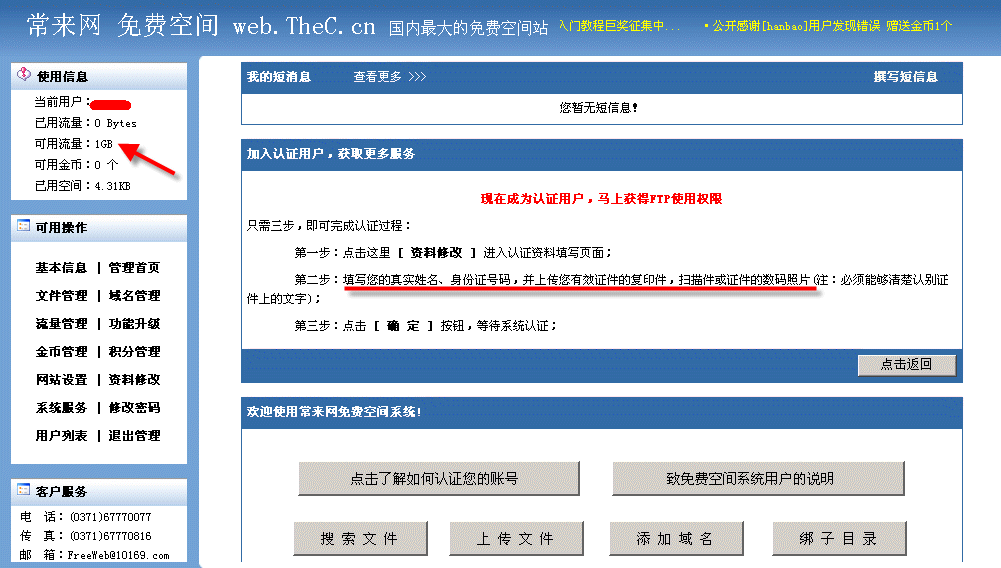 常来网 免费空间 web.TheC.cn 国内最大的免费空间站 入门教程巨奖征集中... ·公开感谢[hanbao]用户发现错误 赠送金币1个
使用信息
当前用户:
已用流量:0 Bytes
可用流量:1GB
可用金币:0 个
已用空间:4.31KB
可用操作
基本信息 | 管理首页
文件管理 | 域名管理
流量管理 | 功能升级
金币管理 | 积分管理
网站设置 | 资料修改
系统服务 | 修改密码
用户列表 | 退出管理
客户服务
电 话:(0371)67770077
传 真:(0371)67770816
邮 箱:FreeWeb@10169.com
我的短消息 查看更多 >>> 撰写短信息
您暂无短信息!
加入认证用户,获取更多服务
现在成为认证用户,马上获得FTP使用权限
只需三步,即可完成认证过程:
第一步:点击这里 [ 资料修改 ] 进入认证资料填写页面;
第二步:填写您的真实姓名、身份证号码,并上传您有效证件的复印件,扫描件或证件的数码照片(注:必须能够清楚认别证
件上的文字);
第三步:点击 [ 确 定 ] 按钮,等待系统认证;
点击返回
欢迎使用常来网免费空间系统!
点击了解如何认证您的账号 致免费空间系统用户的说明
搜 索 文 件 上 传 文 件 添 加 域 名 绑 子 目 录